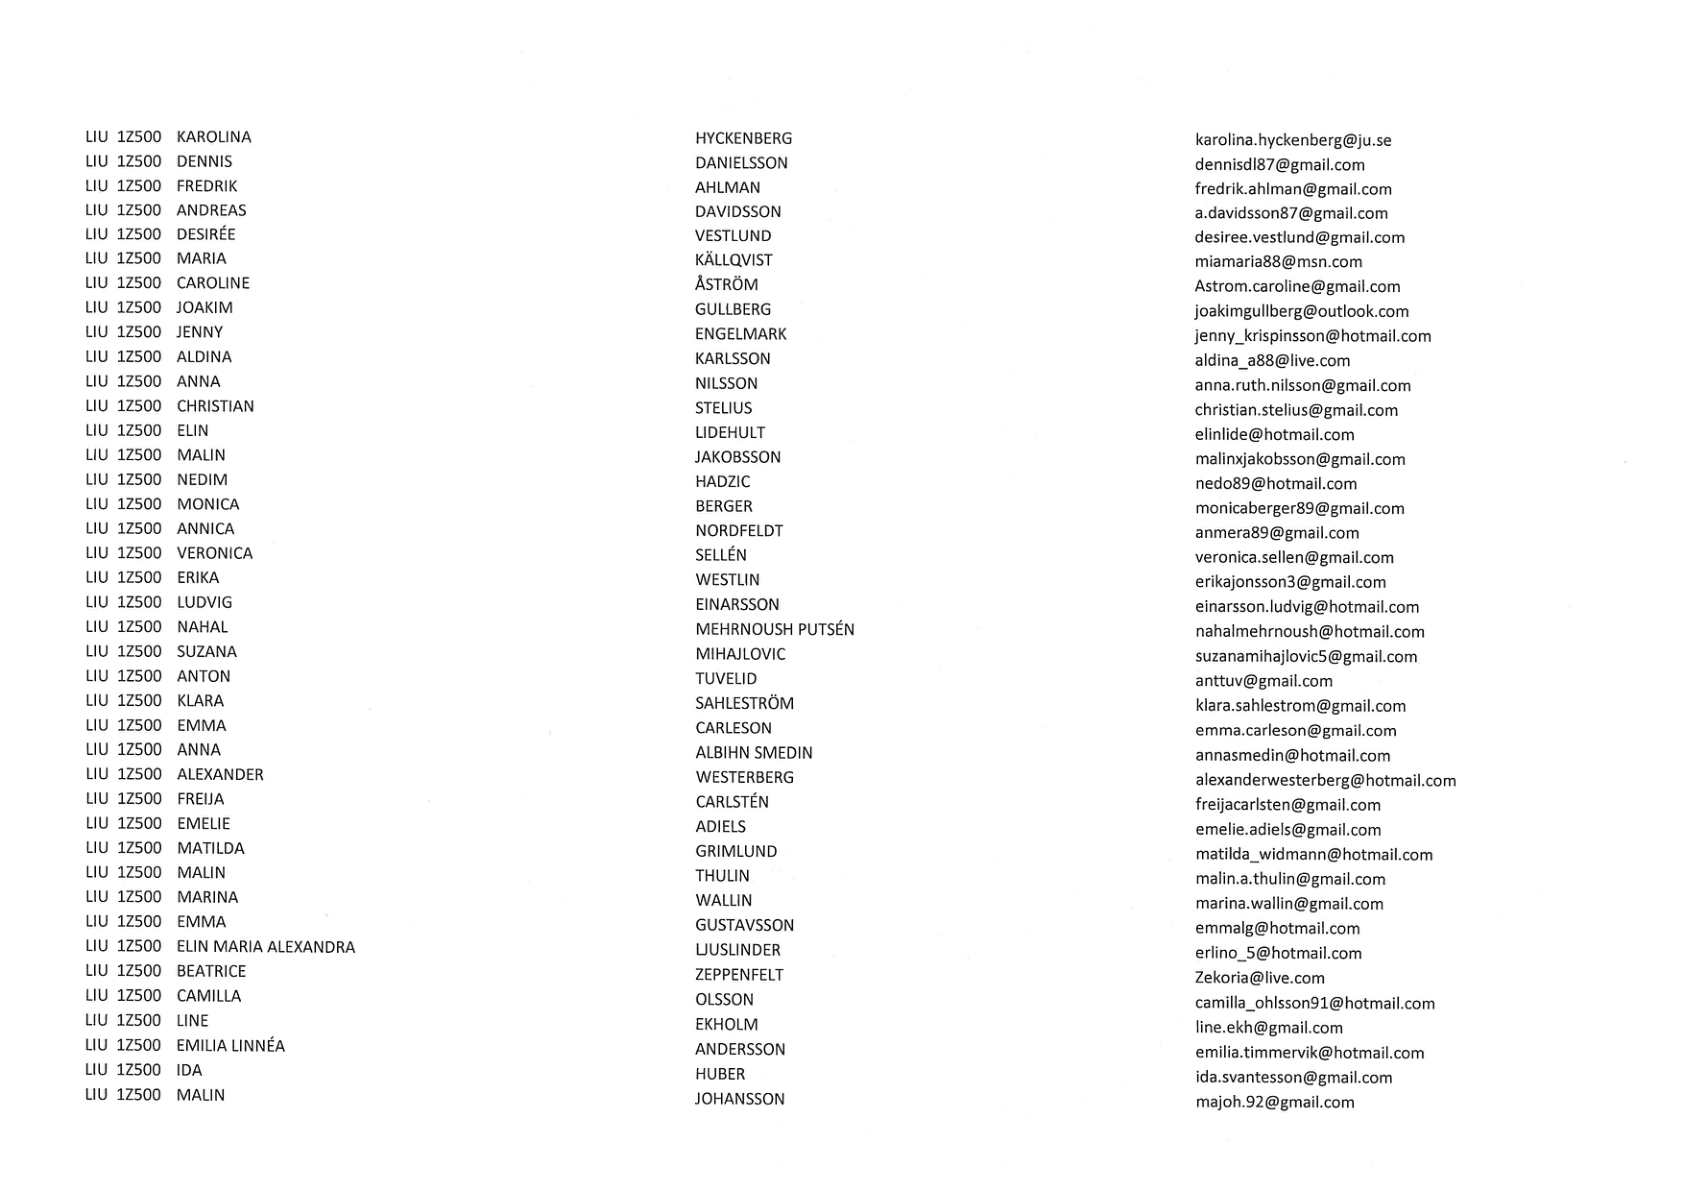 LIU 1Z500 KAROLINA HYCKENBERG karolina.hyckenberg@ju.se
LIU 1Z500 DENNIS DANIELSSON dennisdl87@gmail.com
LIU 1Z500 FREDRIK AHLMAN fredrik.ahlman@gmail.com
LIU 1Z500 ANDREAS DAVIDSSON a.davidsson87@gmail.com
LIU 1Z500 DESIRÉE VESTLUND desiree.vestlund@gmail.com
LIU 1Z500 MARIA KÄLLQVIST miamaria88@msn.com
LIU 1Z500 CAROLINE ÅSTRÖM Astrom.caroline@gmail.com
LIU 1Z500 JOAKIM GULLBERG joakimgullberg@outlook.com
LIU 1Z500 JENNY ENGELMARK jenny_krispinsson@hotmail.com
LIU 1Z500 ALDINA KARLSSON aldina_a88@live.com
LIU 1Z500 ANNA NILSSON anna.ruth.nilsson@gmail.com
LIU 1Z500 CHRISTIAN STELIUS christian.stelius@gmail.com
LIU 1Z500 ELIN LIDEHULT elinlide@hotmail.com
LIU 1Z500 MALIN JAKOBSSON malinxjakobsson@gmail.com
LIU 1Z500 NEDIM HADZIC nedo89@hotmail.com
LIU 1Z500 MONICA BERGER monicaberger89@gmail.com
LIU 1Z500 ANNICA NORDFELDT anmera89@gmail.com
LIU 1Z500 VERONICA SELLÉN veronica.sellen@gmail.com
LIU 1Z500 ERIKA WESTLIN erikajonsson3@gmail.com
LIU 1Z500 LUDVIG EINARSSON einarsson.ludvig@hotmail.com
LIU 1Z500 NAHAL MEHRNOUSH PUTSÉN nahalmehrnoush@hotmail.com
LIU 1Z500 SUZANA MIHAJLOVIC suzanamihajlovic5@gmail.com
LIU 1Z500 ANTON TUVELID anttuv@gmail.com
LIU 1Z500 KLARA SAHLESTRÖM klara.sahlestrom@gmail.com
LIU 1Z500 EMMA CARLESON emma.carleson@gmail.com
LIU 1Z500 ANNA ALBIHN SMEDIN annasmedin@hotmail.com
LIU 1Z500 ALEXANDER WESTERBERG alexanderwesterberg@hotmail.com
LIU 1Z500 FREIJA CARLSTÉN freijacarlsten@gmail.com
LIU 1Z500 EMELIE ADIELS emelie.adiels@gmail.com
LIU 1Z500 MATILDA GRIMLUND matilda_widmann@hotmail.com
LIU 1Z500 MALIN THULIN malin.a.thulin@gmail.com
LIU 1Z500 MARINA WALLIN marina.wallin@gmail.com
LIU 1Z500 EMMA GUSTAVSSON emmalg@hotmail.com
LIU 1Z500 ELIN MARIA ALEXANDRA LJUSLINDER erlino_5@hotmail.com
LIU 1Z500 BEATRICE ZEPPENFELT Zekoria@live.com
LIU 1Z500 CAMILLA OLSSON camilla_ohlsson91@hotmail.com
LIU 1Z500 LINE EKHOLM line.ekh@gmail.com
LIU 1Z500 EMILIA LINNÉA ANDERSSON emilia.timmervik@hotmail.com
LIU 1Z500 IDA HUBER ida.svantesson@gmail.com
LIU 1Z500 MALIN JOHANSSON majoh.92@gmail.com